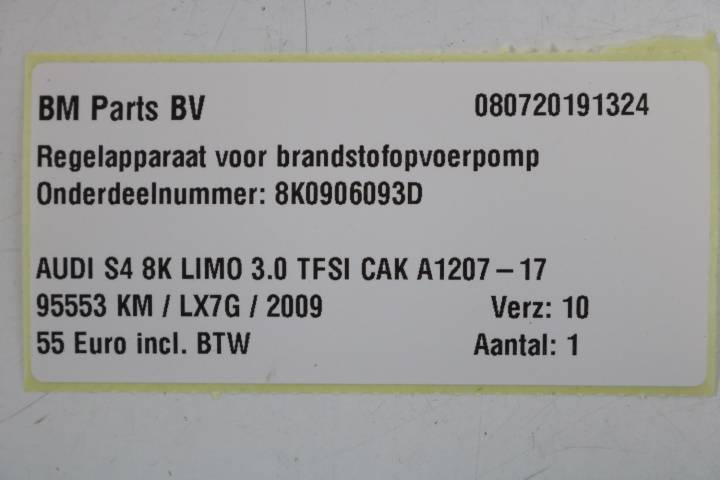 BM Parts BV 080720191324
Regelapparaat voor brandstofopvoerpomp
Onderdeelnummer: 8K0906093D
AUDI S4 8K LIMO 3.0 TFSI CAK A1207 – 17
95553 KM / LX7G / 2009 Verz: 10
55 Euro incl. BTW Aantal: 1